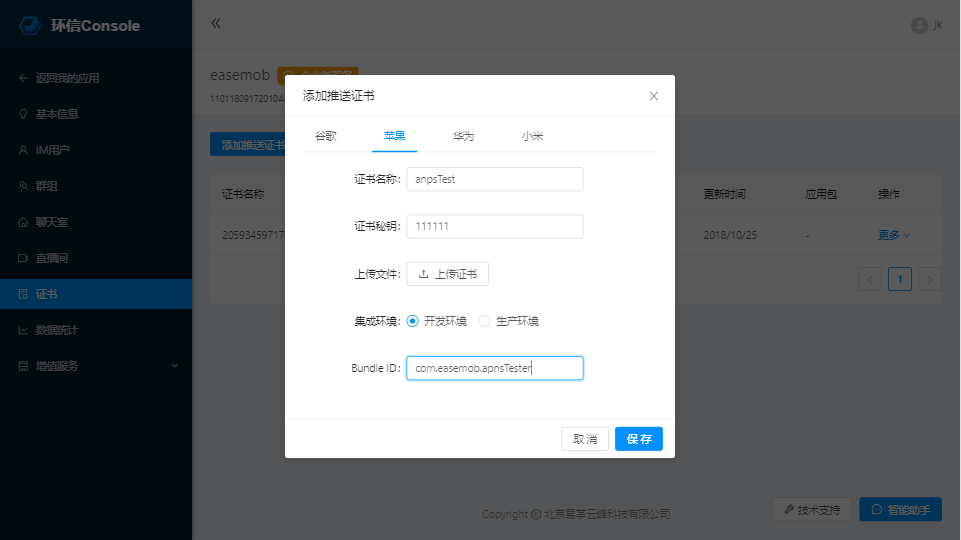 环信Console
jk
返回我的应用
easemob
基本信息
IM用户
群组
聊天室
直播间
证书
数据统计
增值服务
添加推送证书
添加推送证书
谷歌 苹果 华为 小米
证书名称: anpsTest
证书秘钥: 111111
上传文件: 上传证书
集成环境: 开发环境 生产环境
Bundle ID: com.easemob.apnsTester
取消 保存
证书名称 更新时间 应用包 操作
2018/10/25 - 更多
1
Copyright © 北京易掌云峰科技有限公司
技术支持 智能助手